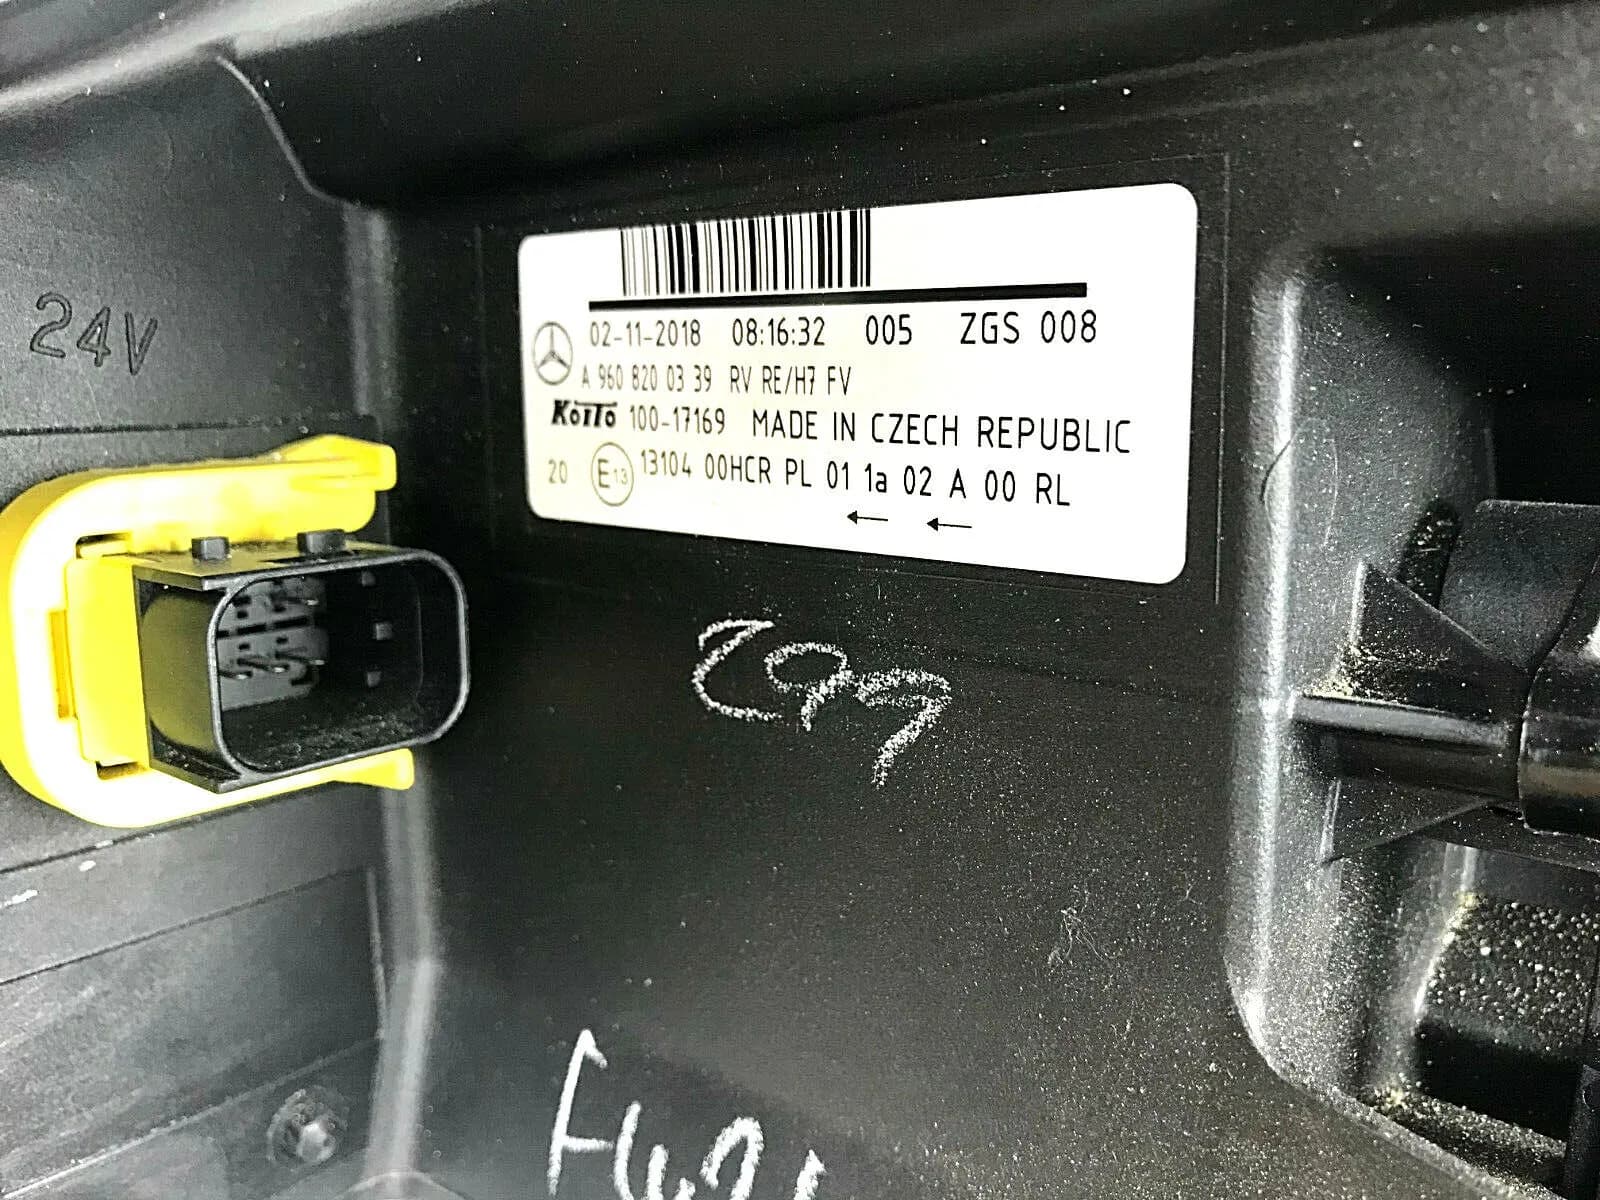 24V
02-11-2018 08:16:32 005 ZGS 008
A 960 820 03 39 RV RE/H7 FV
KOITO 100-17169 MADE IN CZECH REPUBLIC
20 E13 13104 00HCR PL 01 1a 02 A 00 RL
← ←